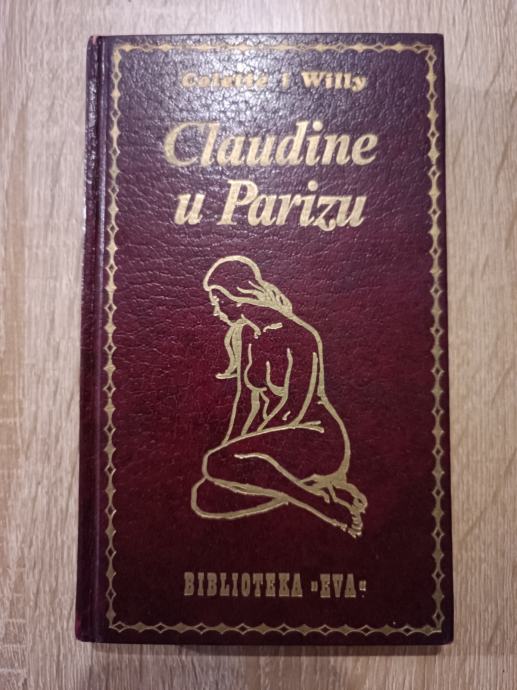 Colette i Willy
Claudine
u Parizu
BIBLIOTEKA »EVA«